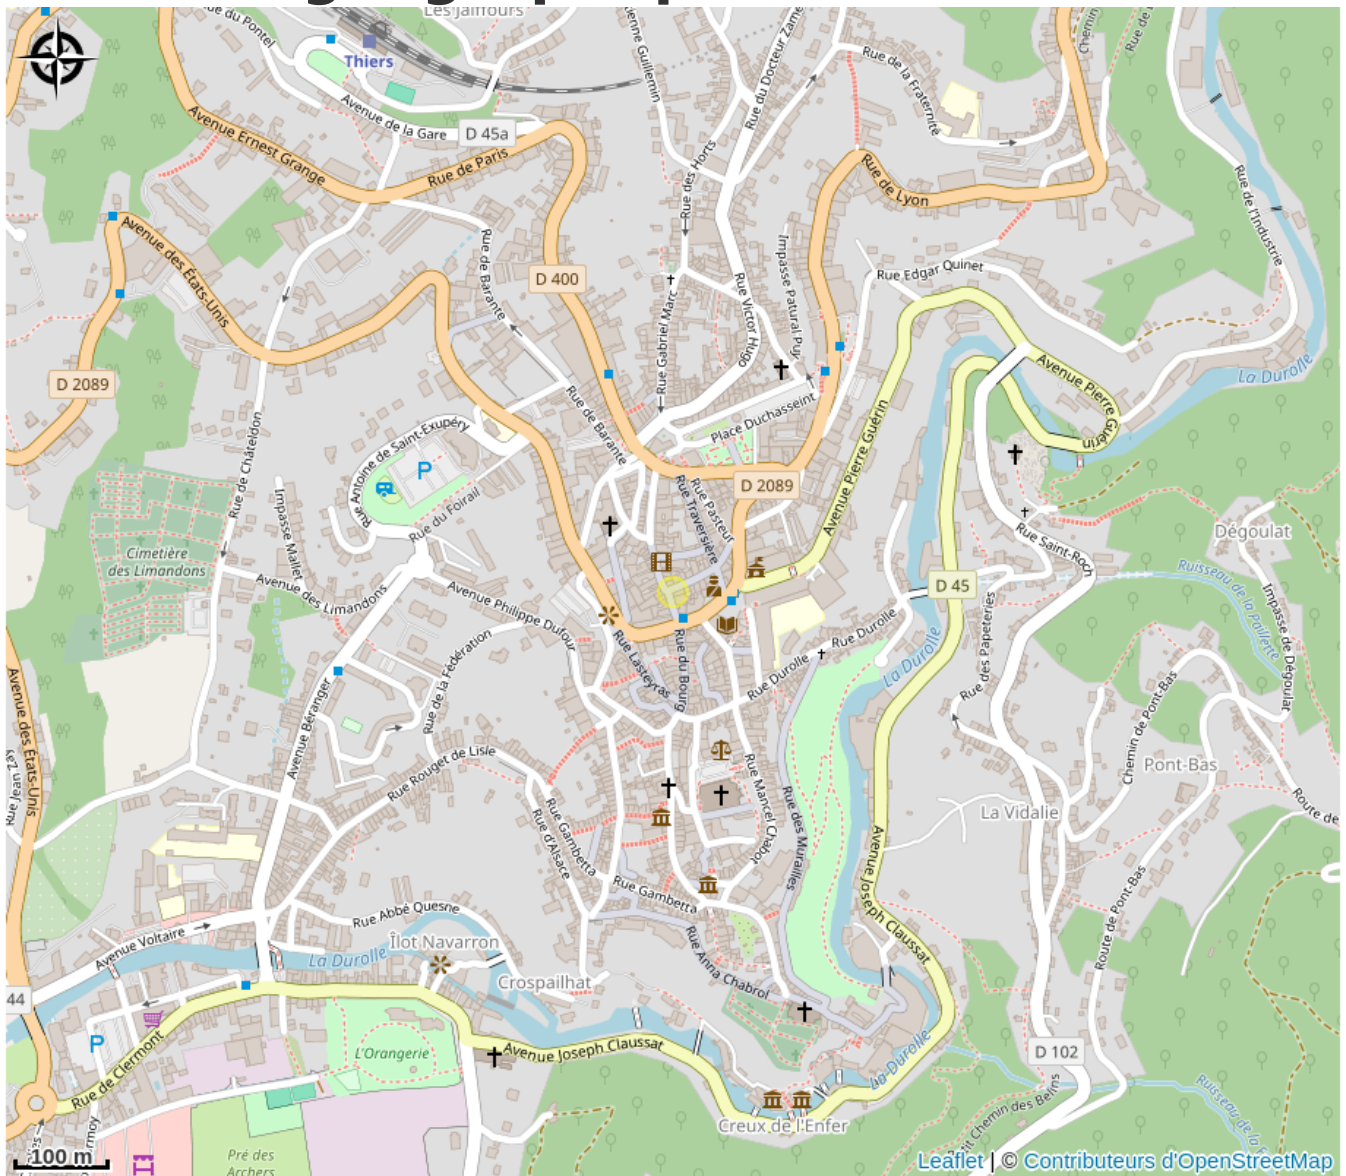 Les Jaiffours
Rue du Pontel
Thiers
Avenue de la Gare
D 45a
Avenue Ernest Grange
Rue de Paris
Rue du Docteur
Rue de la Fraternité
Chemin
Rue de
Rue des Horts
Rue de Lyon
Rue de l'Industrie
Avenue des États-Unis
Rue de Barante
D 400
Rue Gabriel Marc
Rue Victor Hugo
Impasse Patural Puy
Rue Edgar Quinet
D 2089
La Durolle
Avenue Pierre Guérin
Rue de Châteldon
Rue Antoine de Saint-Exupéry
P
Rue du Foirail
Rue de Barante
Place Duchasseint
D 2089
Rue Pasteur
Rue Traversière
Avenue Pierre Guérin
Impasse Mallet
Cimetière
des Limandons
Avenue des Limandons
Rue Saint-Roch
Dégoulat
Ruisseau de la Paillette
Impasse de Dégoulat
D 45
Avenue Philippe Dufour
Rue de la Fédération
Rue Lasteyras
Rue du Bourg
Rue Durolle
Rue Durolle
La Durolle
Rue des Papeteries
Avenue des États-Unis
Rue Jean Zay
Avenue Béranger
Rue Rouget de Lisle
Chemin de Pont-Bas
Pont-Bas
Route de
La Vidalie
Rue Gambetta
Rue d'Alsace
Rue Mancel Chabot
Rue des Murailles
Avenue Joseph Claussat
Rue Gambetta
Rue Abbé Quesne
Avenue Voltaire
Îlot Navarron
La Durolle
Crospailhat
Rue Anna Chabrol
Route de Pont-Bas
44
P
Rue de Clermont
L'Orangerie
Avenue Joseph Claussat
La Durolle
D 102
Creux de l'Enfer
Chemin des Belins
Ruisseau de la
Pré des
Archers
100 m
Leaflet | © Contributeurs d'OpenStreetMap